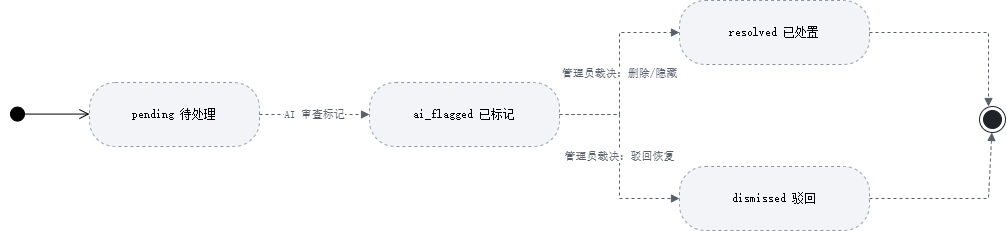 resolved 已处置
管理员裁决: 删除/隐藏
pending 待处理
AI 审查标记
ai_flagged 已标记
管理员裁决: 驳回恢复
dismissed 驳回